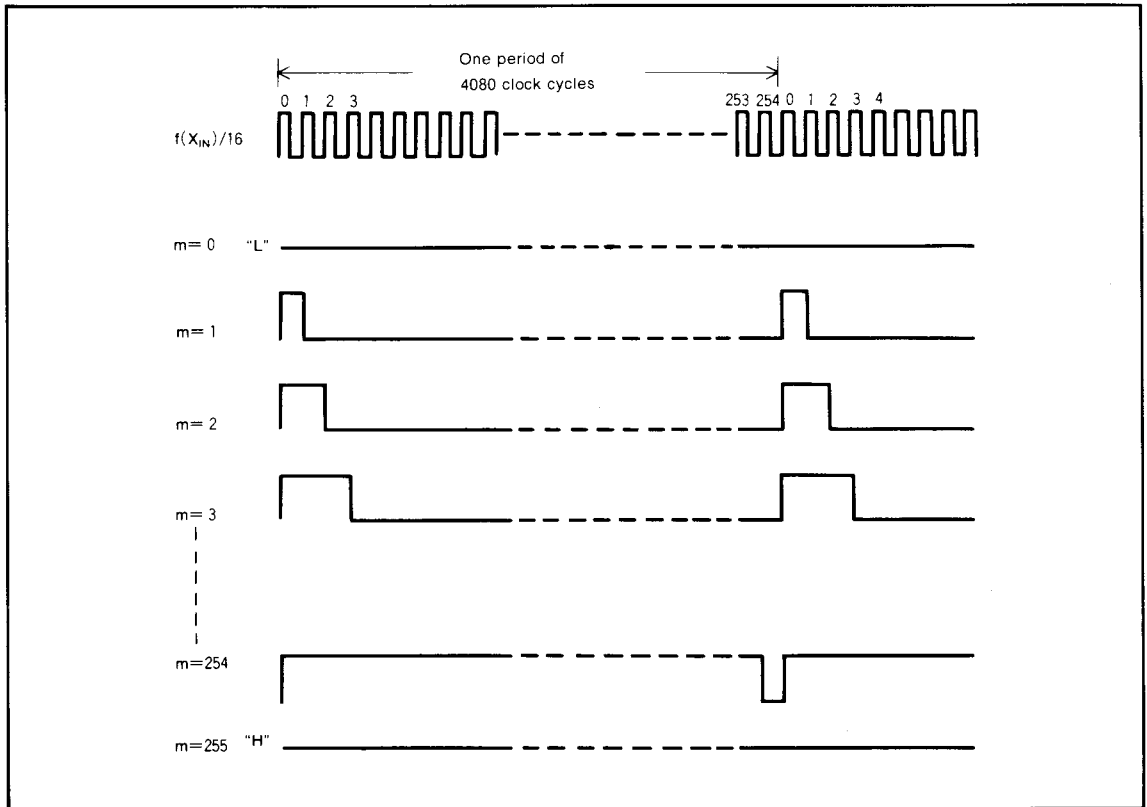 One period of
4080 clock cycles
0 1 2 3
253 254 0 1 2 3 4
f(X_IN)/16
m=0 "L"
m=1
m=2
m=3
m=254
m=255 "H"